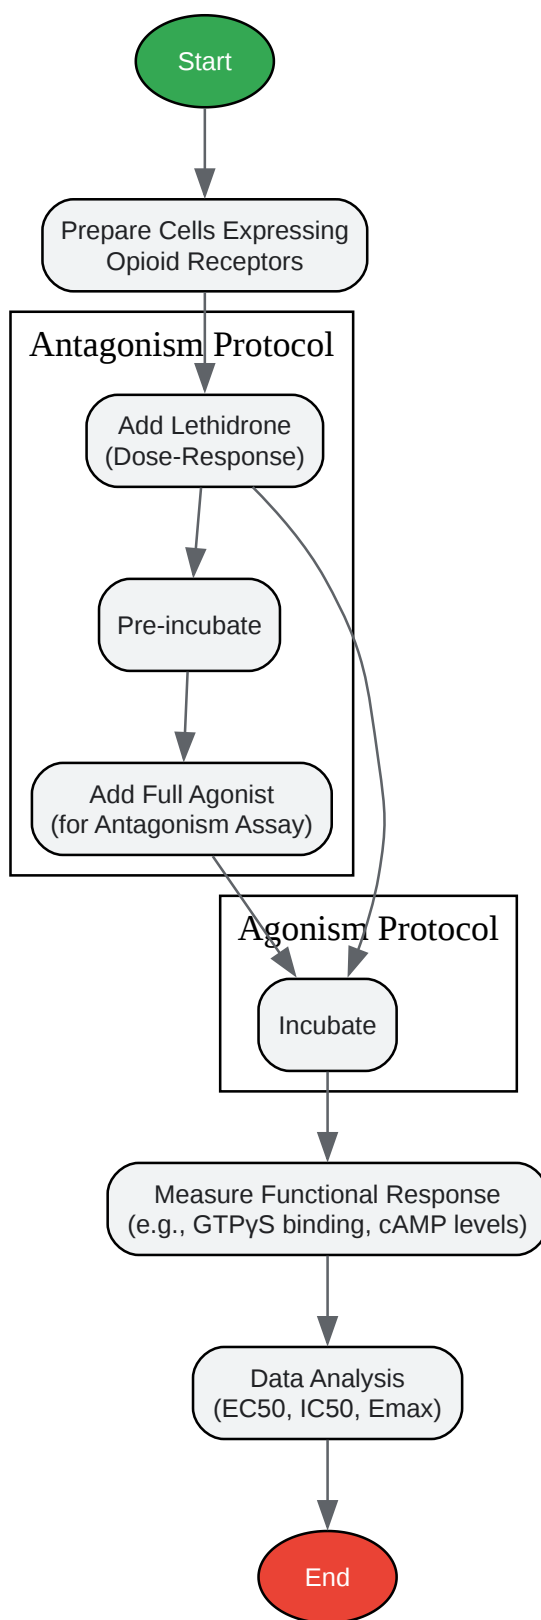 Start
Prepare Cells Expressing
Opioid Receptors
Antagonism Protocol
Add Lethidrone
(Dose-Response)
Pre-incubate
Add Full Agonist
(for Antagonism Assay)
Agonism Protocol
Incubate
Measure Functional Response
(e.g., GTPγS binding, cAMP levels)
Data Analysis
(EC50, IC50, Emax)
End